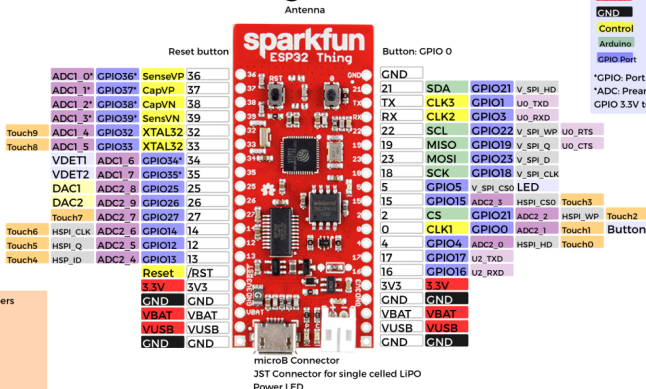 Antenna
GND
Control
Arduino
GPIO Port
*GPIO: Port
*ADC: Prear
GPIO 3.3V t
Reset button
Button: GPIO 0
sparkfun
ESP32 Thing
RST
0
ADC1_0* GPIO36* SenseVP 36
ADC1_1* GPIO37* CapVP 37
ADC1_2* GPIO38* CapVN 38
ADC1_3* GPIO39* SensVN 39
Touch9 ADC1_4 GPIO32 XTAL32 32
Touch8 ADC1_5 GPIO33 XTAL32 33
VDET1 ADC1_6 GPIO34* 34
VDET2 ADC1_7 GPIO35* 35
DAC1 ADC2_8 GPIO25 25
DAC2 ADC2_9 GPIO26 26
Touch7 ADC2_7 GPIO27 27
Touch6 HSPI_CLK ADC2_6 GPIO14 14
Touch5 HSPI_Q ADC2_5 GPIO12 12
Touch4 HSP_ID ADC2_4 GPIO13 13
Reset /RST
3.3V 3V3
GND GND
VBAT VBAT
VUSB VUSB
GND GND
GND
21 SDA GPIO21 V_SPI_HD
TX CLK3 GPIO1 U0_TXD
RX CLK2 GPIO3 U0_RXD
22 SCL GPIO22 V_SPI_WP U0_RTS
19 MISO GPIO19 V_SPI_Q U0_CTS
23 MOSI GPIO23 V_SPI_D
18 SCK GPIO18 V_SPI_CLK
5 GPIO5 V_SPI_CS0 LED
15 GPIO15 ADC2_3 HSPI_CS0 Touch3
2 CS GPIO21 ADC2_2 HSPI_WP Touch2
0 CLK1 GPIO0 ADC2_1 Touch1 Button
4 GPIO4 ADC2_0 HSPI_HD Touch0
17 GPIO17 U2_TXD
16 GPIO16 U2_RXD
3V3 3.3V
GND GND
VBAT VBAT
VUSB VUSB
GND GND
ers
microB Connector
JST Connector for single celled LiPO
Power LED